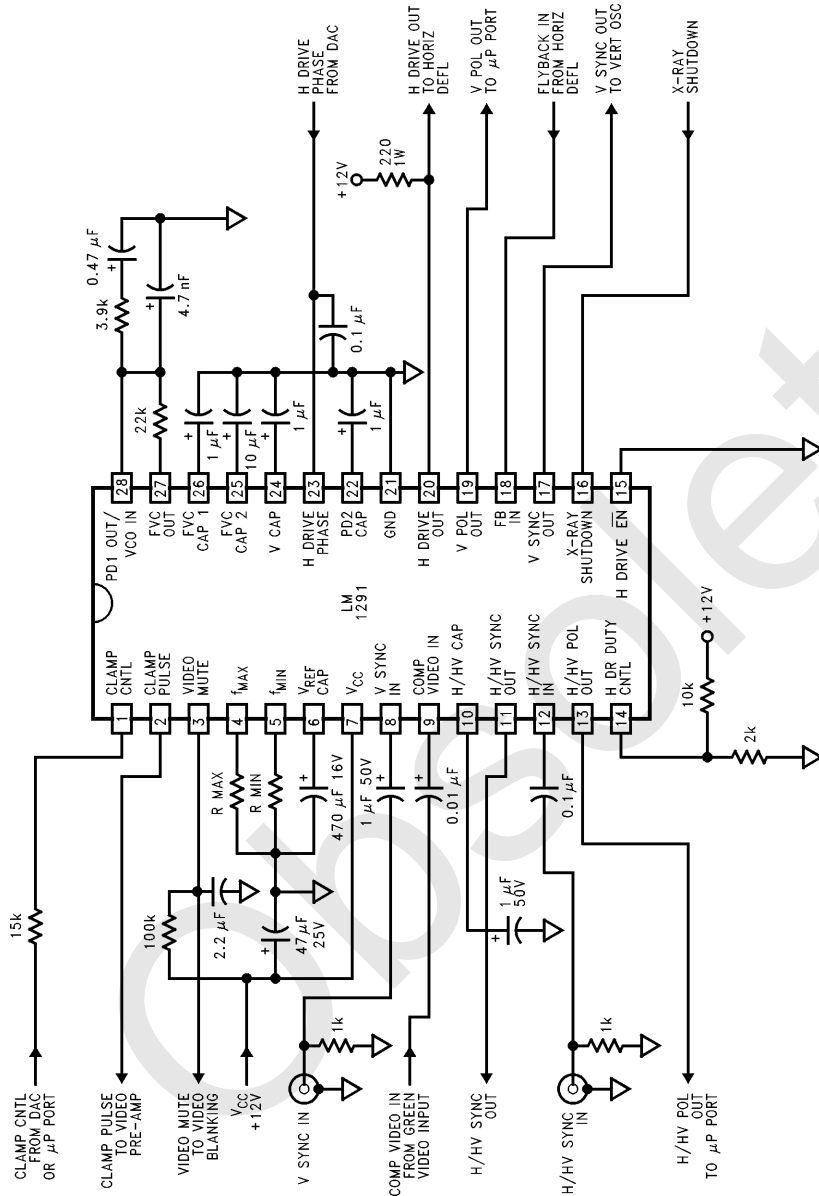 CLAMP CNTL
FROM DAC
OR µP PORT
15k
CLAMP PULSE
TO VIDEO
PRE-AMP
VIDEO MUTE
TO VIDEO
BLANKING
100k
2.2 µF
VCC
+12V
47 µF
25V
R MAX
R MIN
470 µF 16V
V SYNC IN
1k
1 µF 50V
COMP VIDEO IN
FROM GREEN
VIDEO INPUT
0.01 µF
H/HV SYNC
OUT
1 µF
50V
H/HV SYNC
IN
1k
0.1 µF
H/HV POL
OUT
TO µP PORT
10k
+12V
2k
LM
1291
1
CLAMP
CNTL
2
CLAMP
PULSE
3
VIDEO
MUTE
4
fMAX
5
fMIN
6
VREF
CAP
7
VCC
8
V SYNC
IN
9
COMP
VIDEO IN
10
H/HV CAP
11
H/HV SYNC
OUT
12
H/HV SYNC
IN
13
H/HV POL
OUT
14
H DR DUTY
CNTL
28
PD1 OUT/
VCO IN
27
FVC
OUT
26
FVC
CAP 1
25
FVC
CAP 2
24
V CAP
23
H DRIVE
PHASE
22
PD2
CAP
21
GND
20
H DRIVE
OUT
19
V POL
OUT
18
FB
IN
17
V SYNC
OUT
16
X-RAY
SHUTDOWN
15
H DRIVE E̅N̅
3.9k
0.47 µF
4.7 nF
22k
1 µF
10 µF
1 µF
1 µF
0.1 µF
H DRIVE
PHASE
FROM DAC
+12V
220
1W
H DRIVE OUT
TO HORIZ
DEFL
V POL OUT
TO µP PORT
FLYBACK IN
FROM HORIZ
DEFL
V SYNC OUT
TO VERT OSC
X-RAY
SHUTDOWN
Obsolet